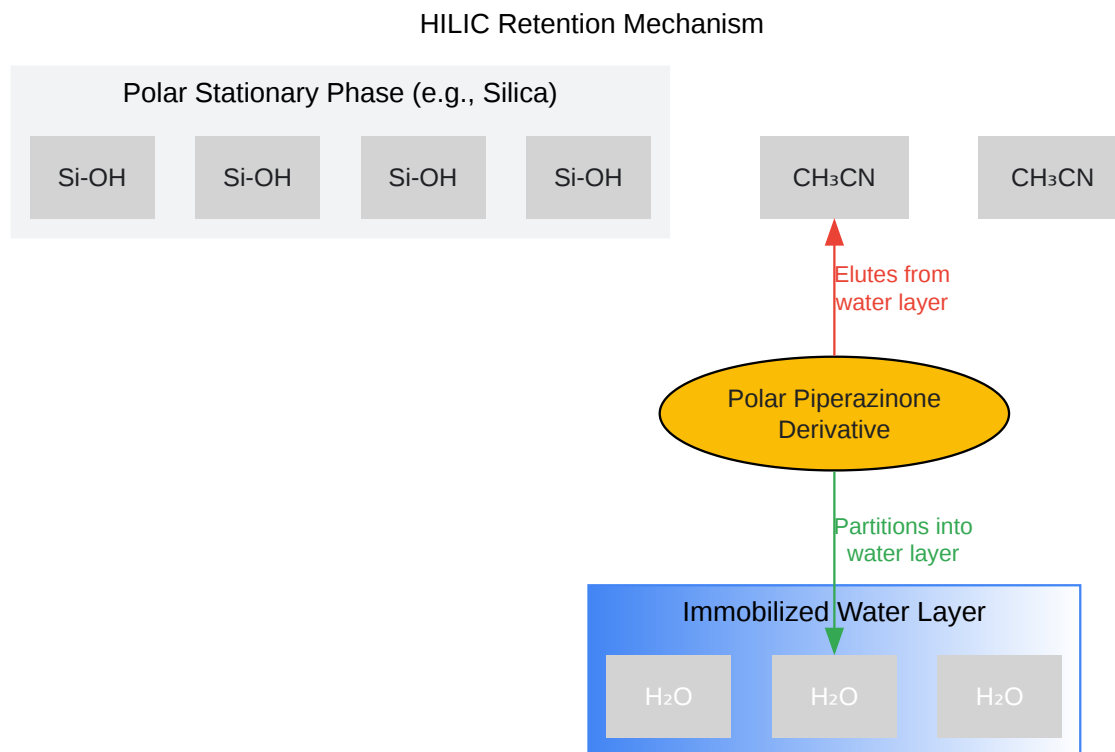 HILIC Retention Mechanism
Polar Stationary Phase (e.g., Silica)
Si-OH
Si-OH
Si-OH
Si-OH
CH₃CN
CH₃CN
Elutes from
water layer
Polar Piperazinone
Derivative
Partitions into
water layer
Immobilized Water Layer
H₂O
H₂O
H₂O